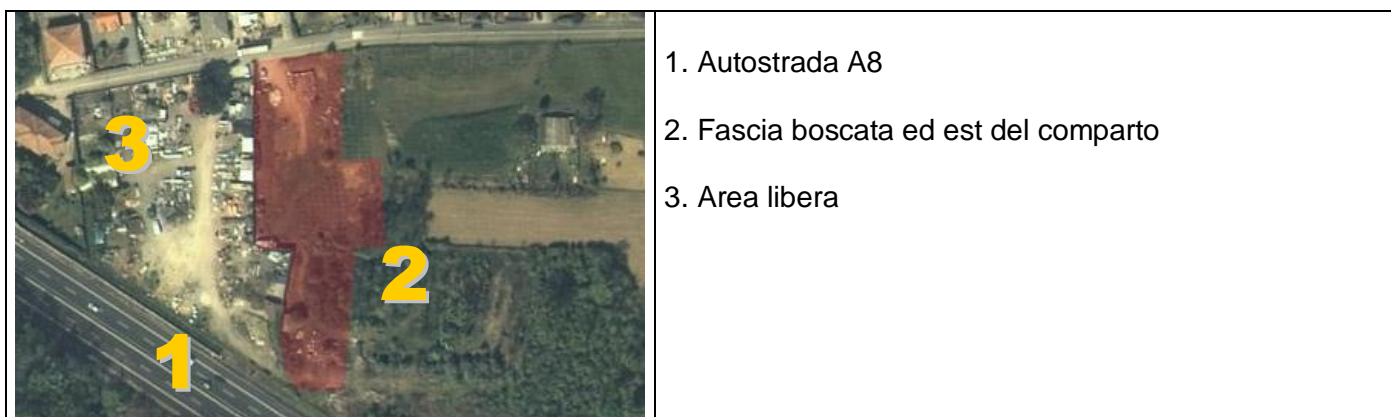 3
2
1
1. Autostrada A8
2. Fascia boscata ed est del comparto
3. Area libera